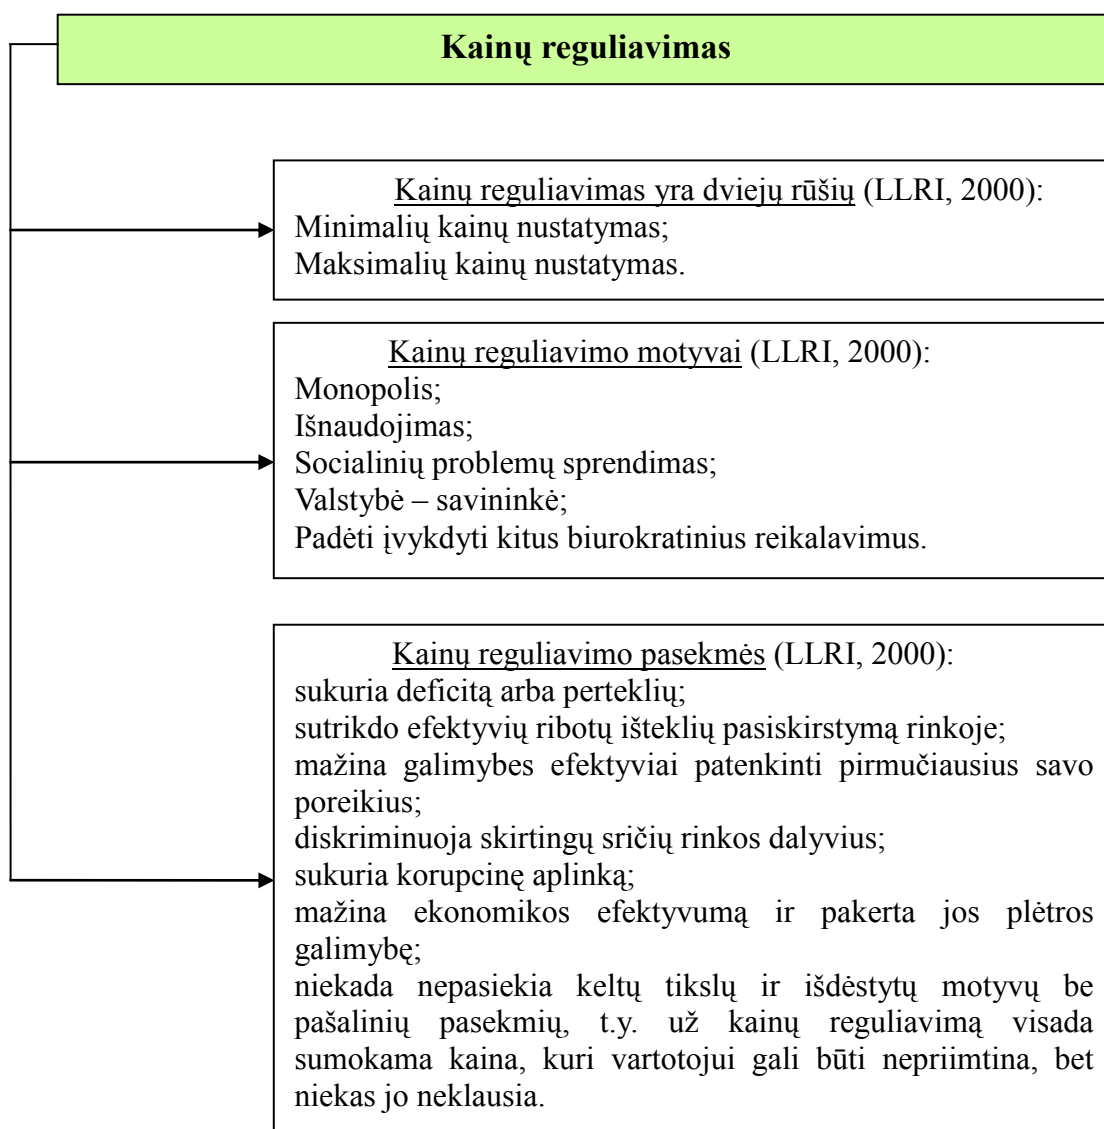 Kainų reguliavimas
Kainų reguliavimas yra dviejų rūšių (LLRI, 2000):
Minimalių kainų nustatymas;
Maksimalių kainų nustatymas.
Kainų reguliavimo motyvai (LLRI, 2000):
Monopolis;
Išnaudojimas;
Socialinių problemų sprendimas;
Valstybė – savininkė;
Padėti įvykdyti kitus biurokratinius reikalavimus.
Kainų reguliavimo pasekmės (LLRI, 2000):
sukuria deficitą arba perteklių;
sutrikdo efektyvių ribotų išteklių pasiskirstymą rinkoje;
mažina galimybes efektyviai patenkinti pirmučiausius savo
poreikius;
diskriminuoja skirtingų sričių rinkos dalyvius;
sukuria korupcinę aplinką;
mažina ekonomikos efektyvumą ir pakerta jos plėtros
galimybę;
niekada nepasiekia keltų tikslų ir išdėstytų motyvų be
pašalinių pasekmių, t.y. už kainų reguliavimą visada
sumokama kaina, kuri vartotojui gali būti nepriimtina, bet
niekas jo neklausia.